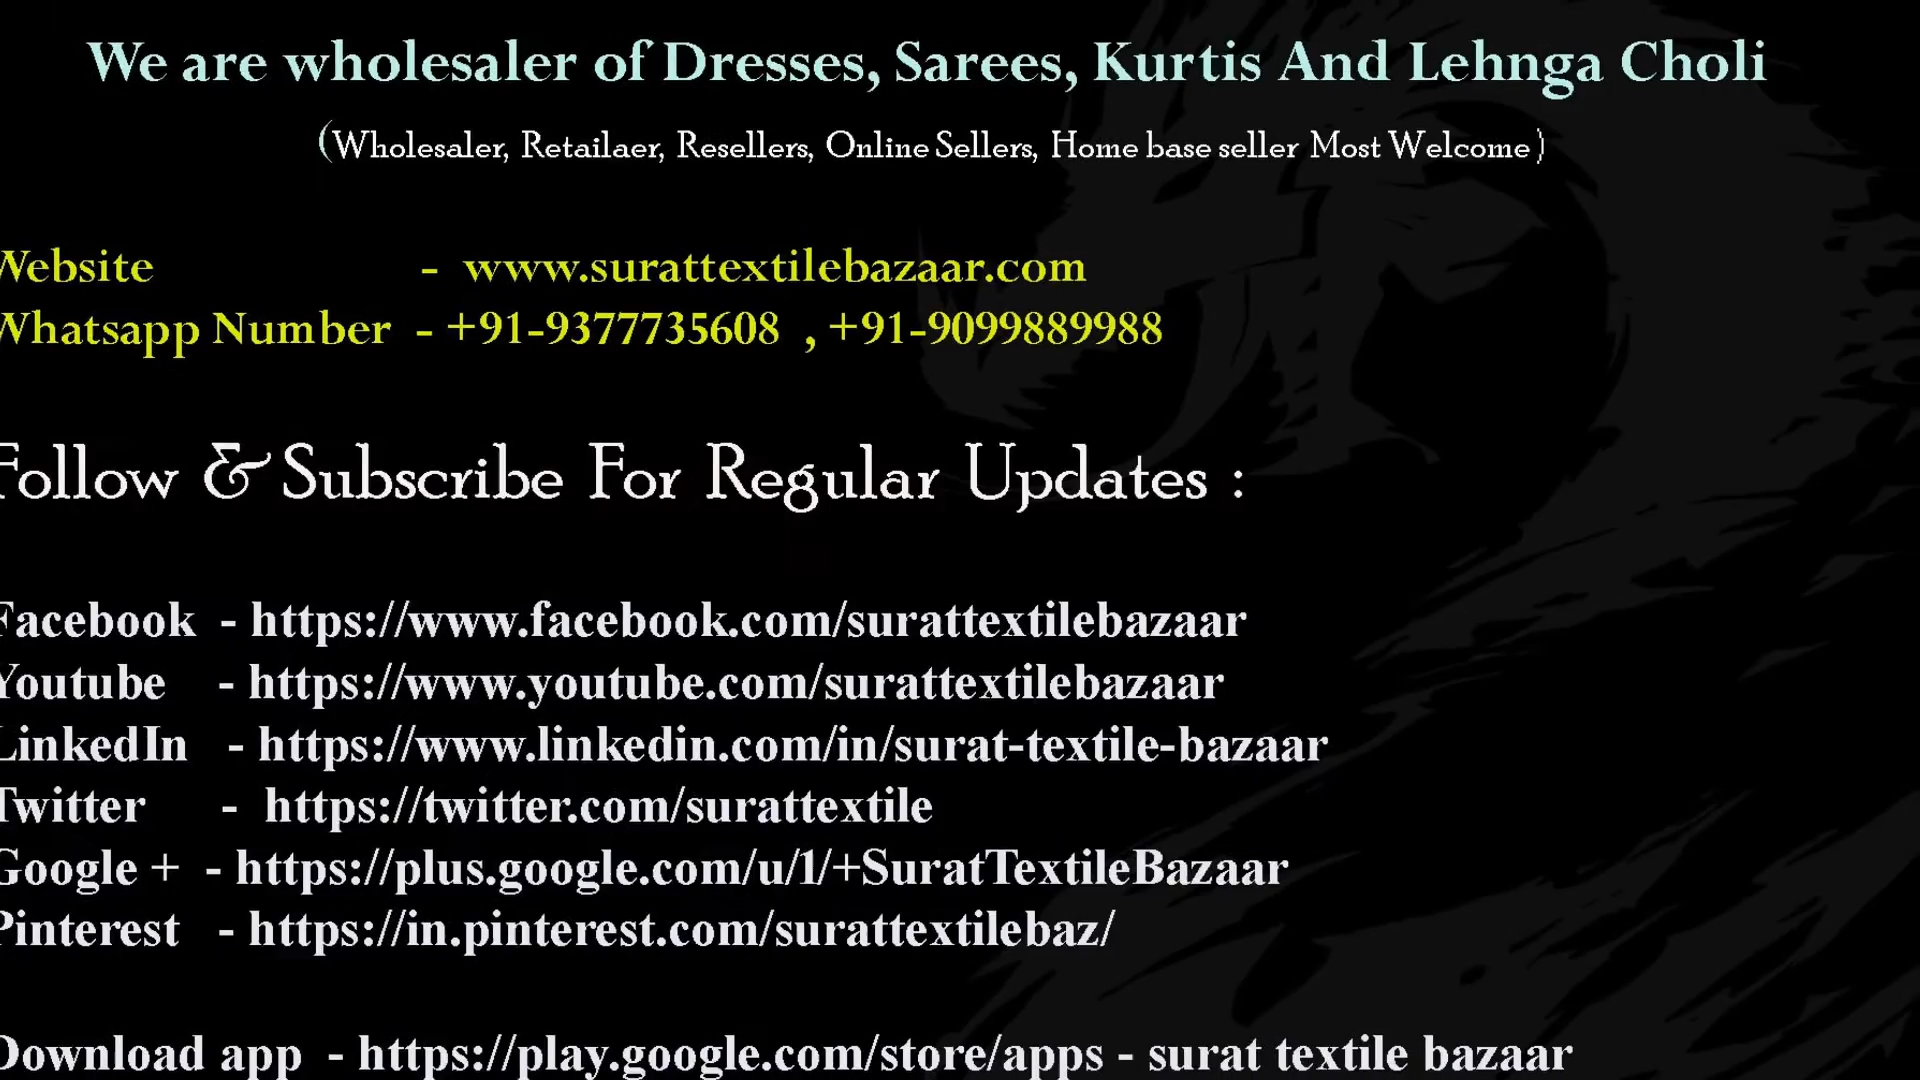 We are wholesaler of Dresses, Sarees, Kurtis And Lehnga Choli
(Wholesaler, Retailaer, Resellers, Online Sellers, Home base seller Most Welcome)
Website - www.surattextilebazaar.com
Whatsapp Number - +91-9377735608 , +91-9099889988
Follow & Subscribe For Regular Updates :
Facebook - https://www.facebook.com/surattextilebazaar
Youtube - https://www.youtube.com/surattextilebazaar
LinkedIn - https://www.linkedin.com/in/surat-textile-bazaar
Twitter - https://twitter.com/surattextile
Google + - https://plus.google.com/u/1/+SuratTextileBazaar
Pinterest - https://in.pinterest.com/surattextilebaz/
Download app - https://play.google.com/store/apps - surat textile bazaar